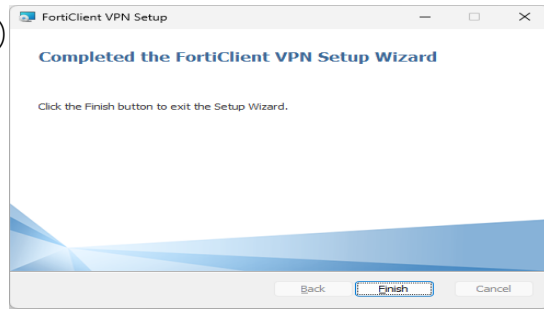 FortiClient VPN Setup
Completed the FortiClient VPN Setup Wizard
Click the Finish button to exit the Setup Wizard.
Back Finish Cancel